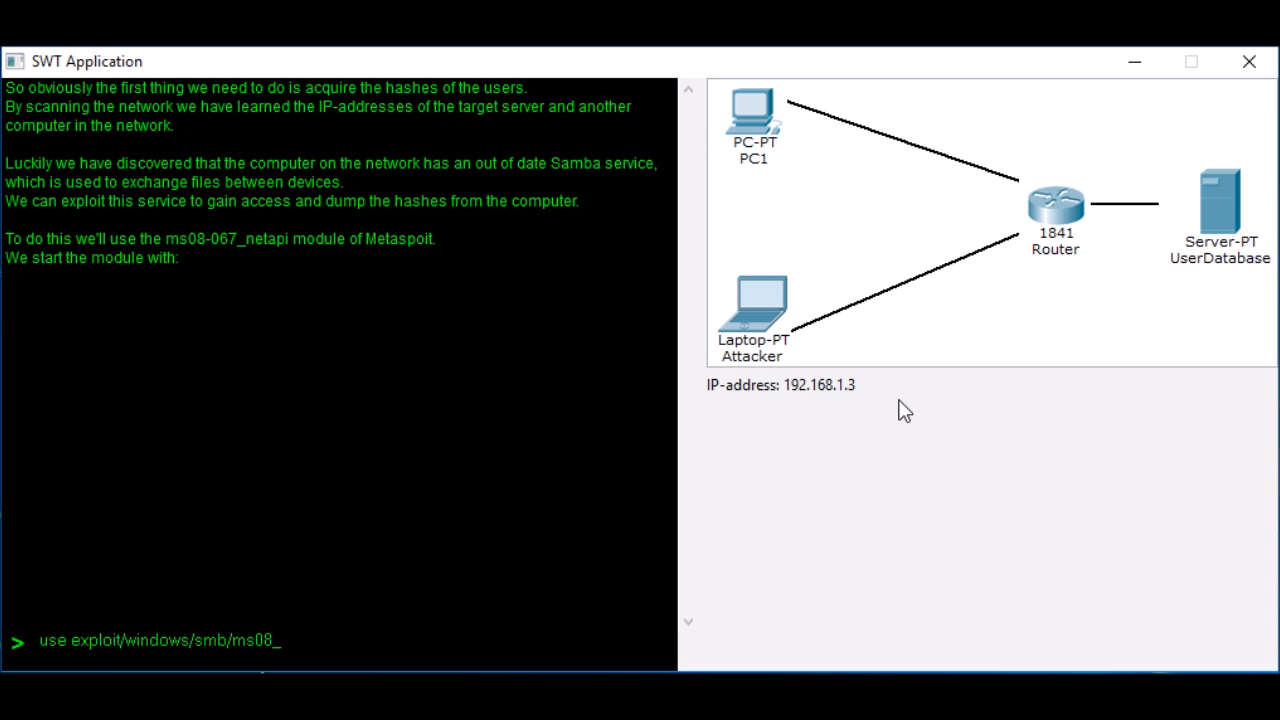 SWT Application
So obviously the first thing we need to do is acquire the hashes of the users.
By scanning the network we have learned the IP-addresses of the target server and another
computer in the network.
Luckily we have discovered that the computer on the network has an out of date Samba service,
which is used to exchange files between devices.
We can exploit this service to gain access and dump the hashes from the computer.
To do this we'll use the ms08-067_netapi module of Metaspoit.
We start the module with:
> use exploit/windows/smb/ms08_
PC-PT
PC1
1841
Router
Server-PT
UserDatabase
Laptop-PT
Attacker
IP-address: 192.168.1.3